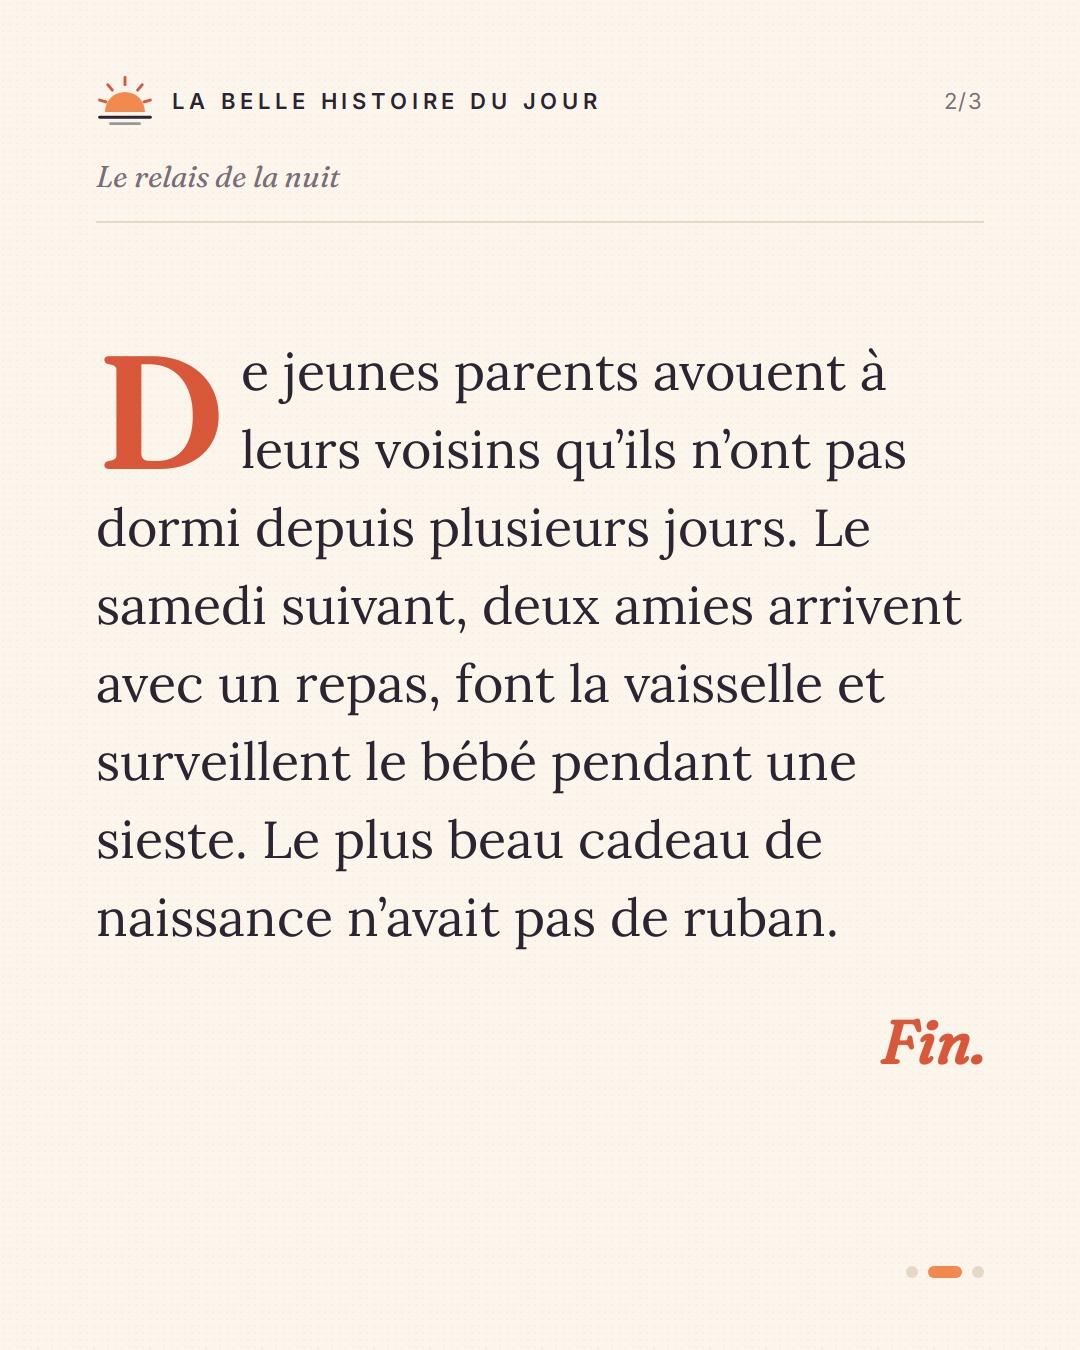 LA BELLE HISTOIRE DU JOUR
2/3
Le relais de la nuit
De jeunes parents avouent à
leurs voisins qu’ils n’ont pas
dormi depuis plusieurs jours. Le
samedi suivant, deux amies arrivent
avec un repas, font la vaisselle et
surveillent le bébé pendant une
sieste. Le plus beau cadeau de
naissance n’avait pas de ruban.
Fin.